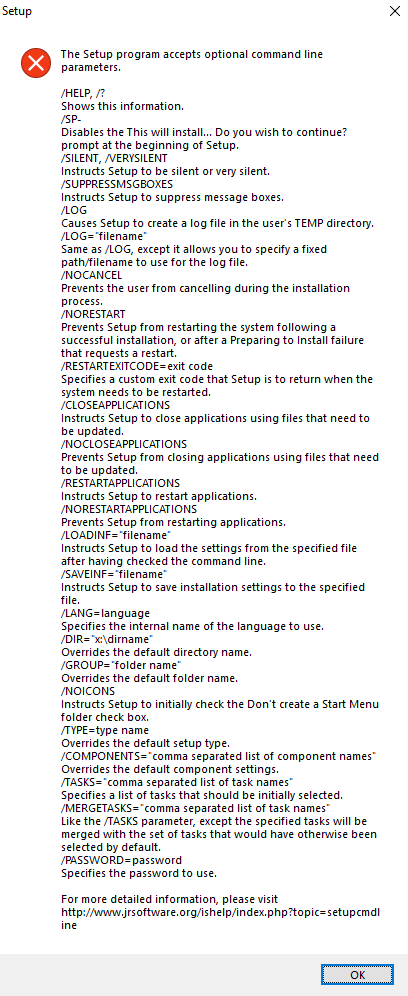 Setup
The Setup program accepts optional command line
parameters.
/HELP, /?
Shows this information.
/SP-
Disables the This will install... Do you wish to continue?
prompt at the beginning of Setup.
/SILENT, /VERYSILENT
Instructs Setup to be silent or very silent.
/SUPPRESSMSGBOXES
Instructs Setup to suppress message boxes.
/LOG
Causes Setup to create a log file in the user's TEMP directory.
/LOG="filename"
Same as /LOG, except it allows you to specify a fixed
path/filename to use for the log file.
/NOCANCEL
Prevents the user from cancelling during the installation
process.
/NORESTART
Prevents Setup from restarting the system following a
successful installation, or after a Preparing to Install failure
that requests a restart.
/RESTARTEXITCODE=exit code
Specifies a custom exit code that Setup is to return when the
system needs to be restarted.
/CLOSEAPPLICATIONS
Instructs Setup to close applications using files that need to
be updated.
/NOCLOSEAPPLICATIONS
Prevents Setup from closing applications using files that need
to be updated.
/RESTARTAPPLICATIONS
Instructs Setup to restart applications.
/NORESTARTAPPLICATIONS
Prevents Setup from restarting applications.
/LOADINF="filename"
Instructs Setup to load the settings from the specified file
after having checked the command line.
/SAVEINF="filename"
Instructs Setup to save installation settings to the specified
file.
/LANG=language
Specifies the internal name of the language to use.
/DIR="x:\dirname"
Overrides the default directory name.
/GROUP="folder name"
Overrides the default folder name.
/NOICONS
Instructs Setup to initially check the Don't create a Start Menu
folder check box.
/TYPE=type name
Overrides the default setup type.
/COMPONENTS="comma separated list of component names"
Overrides the default component settings.
/TASKS="comma separated list of task names"
Specifies a list of tasks that should be initially selected.
/MERGETASKS="comma separated list of task names"
Like the /TASKS parameter, except the specified tasks will be
merged with the set of tasks that would have otherwise been
selected by default.
/PASSWORD=password
Specifies the password to use.
For more detailed information, please visit
http://www.jrsoftware.org/ishelp/index.php?topic=setupcmdl
ine
OK